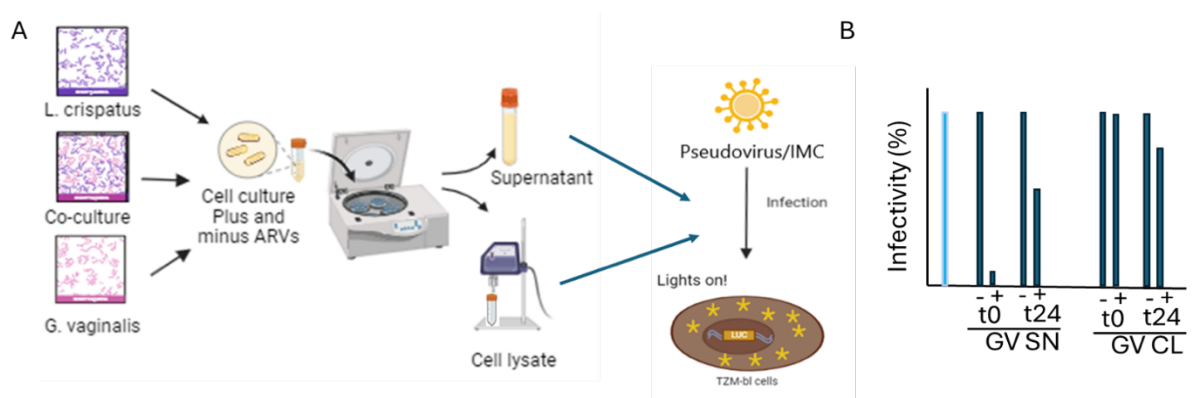 A
L. crispatus
Co-culture
G. vaginalis
Cell culture
Plus and
minus ARVs
Supernatant
Cell lysate
Pseudovirus/IMC
Infection
Lights on!
LUC
TZM-bl cells
B
Infectivity (%)
- + - + - + - +
t0 t24 t0 t24
GV SN GV CL